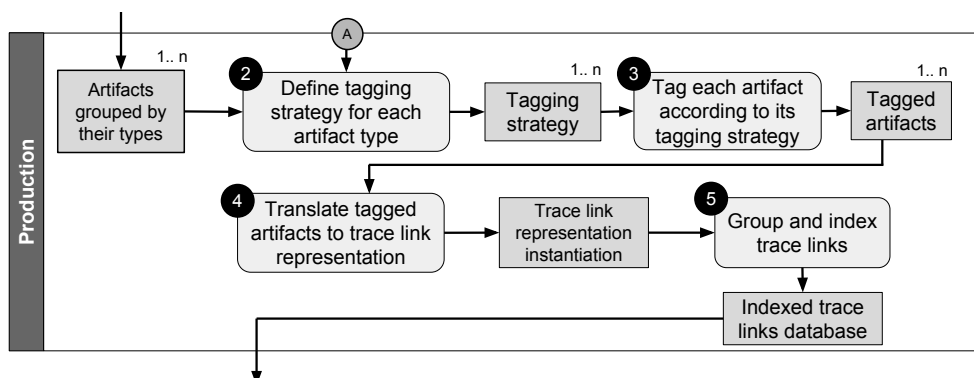 A
1.. n
Artifacts
grouped by
their types
2
Define tagging
strategy for each
artifact type
1.. n
Tagging
strategy
3
Tag each artifact
according to its
tagging strategy
1.. n
Tagged
artifacts
Production
4
Translate tagged
artifacts to trace link
representation
Trace link
representation
instantiation
5
Group and index
trace links
Indexed trace
links database